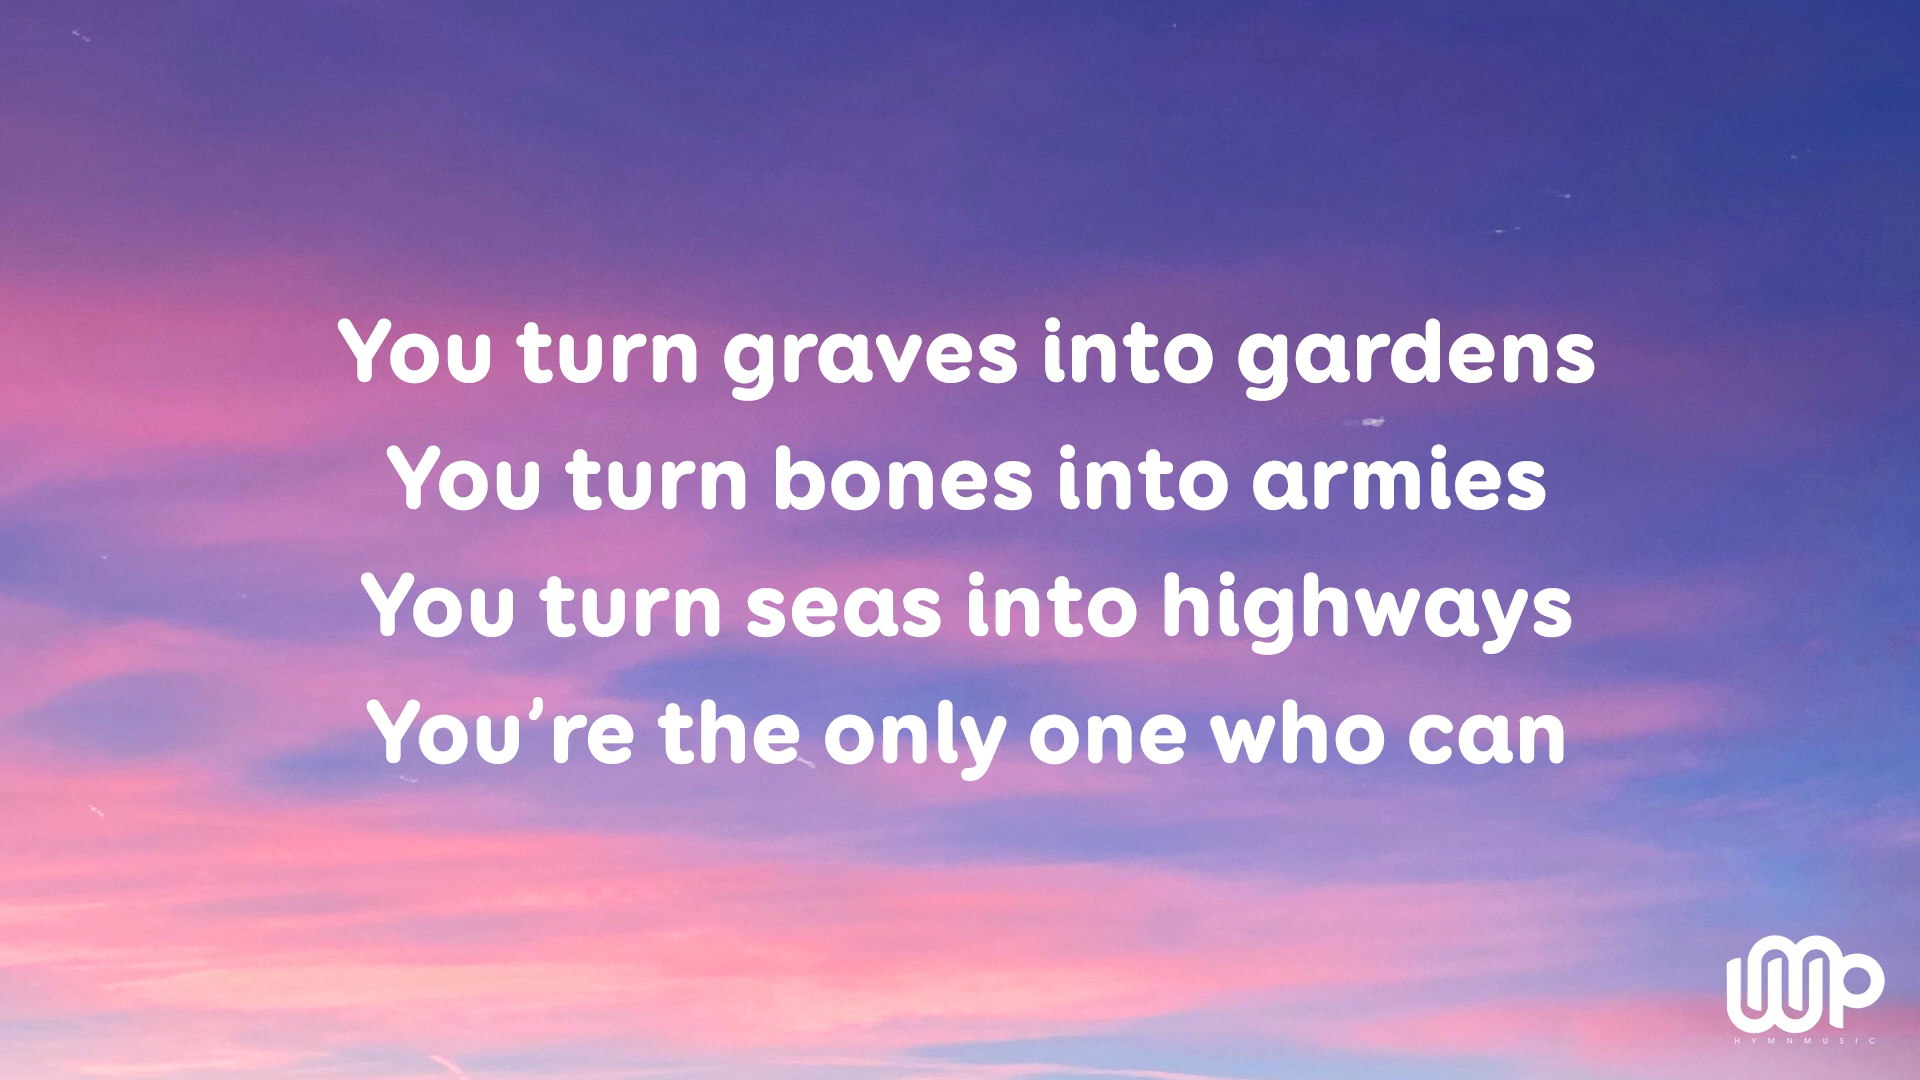 You turn graves into gardens
You turn bones into armies
You turn seas into highways
You're the only one who can
HYMNMUSIC